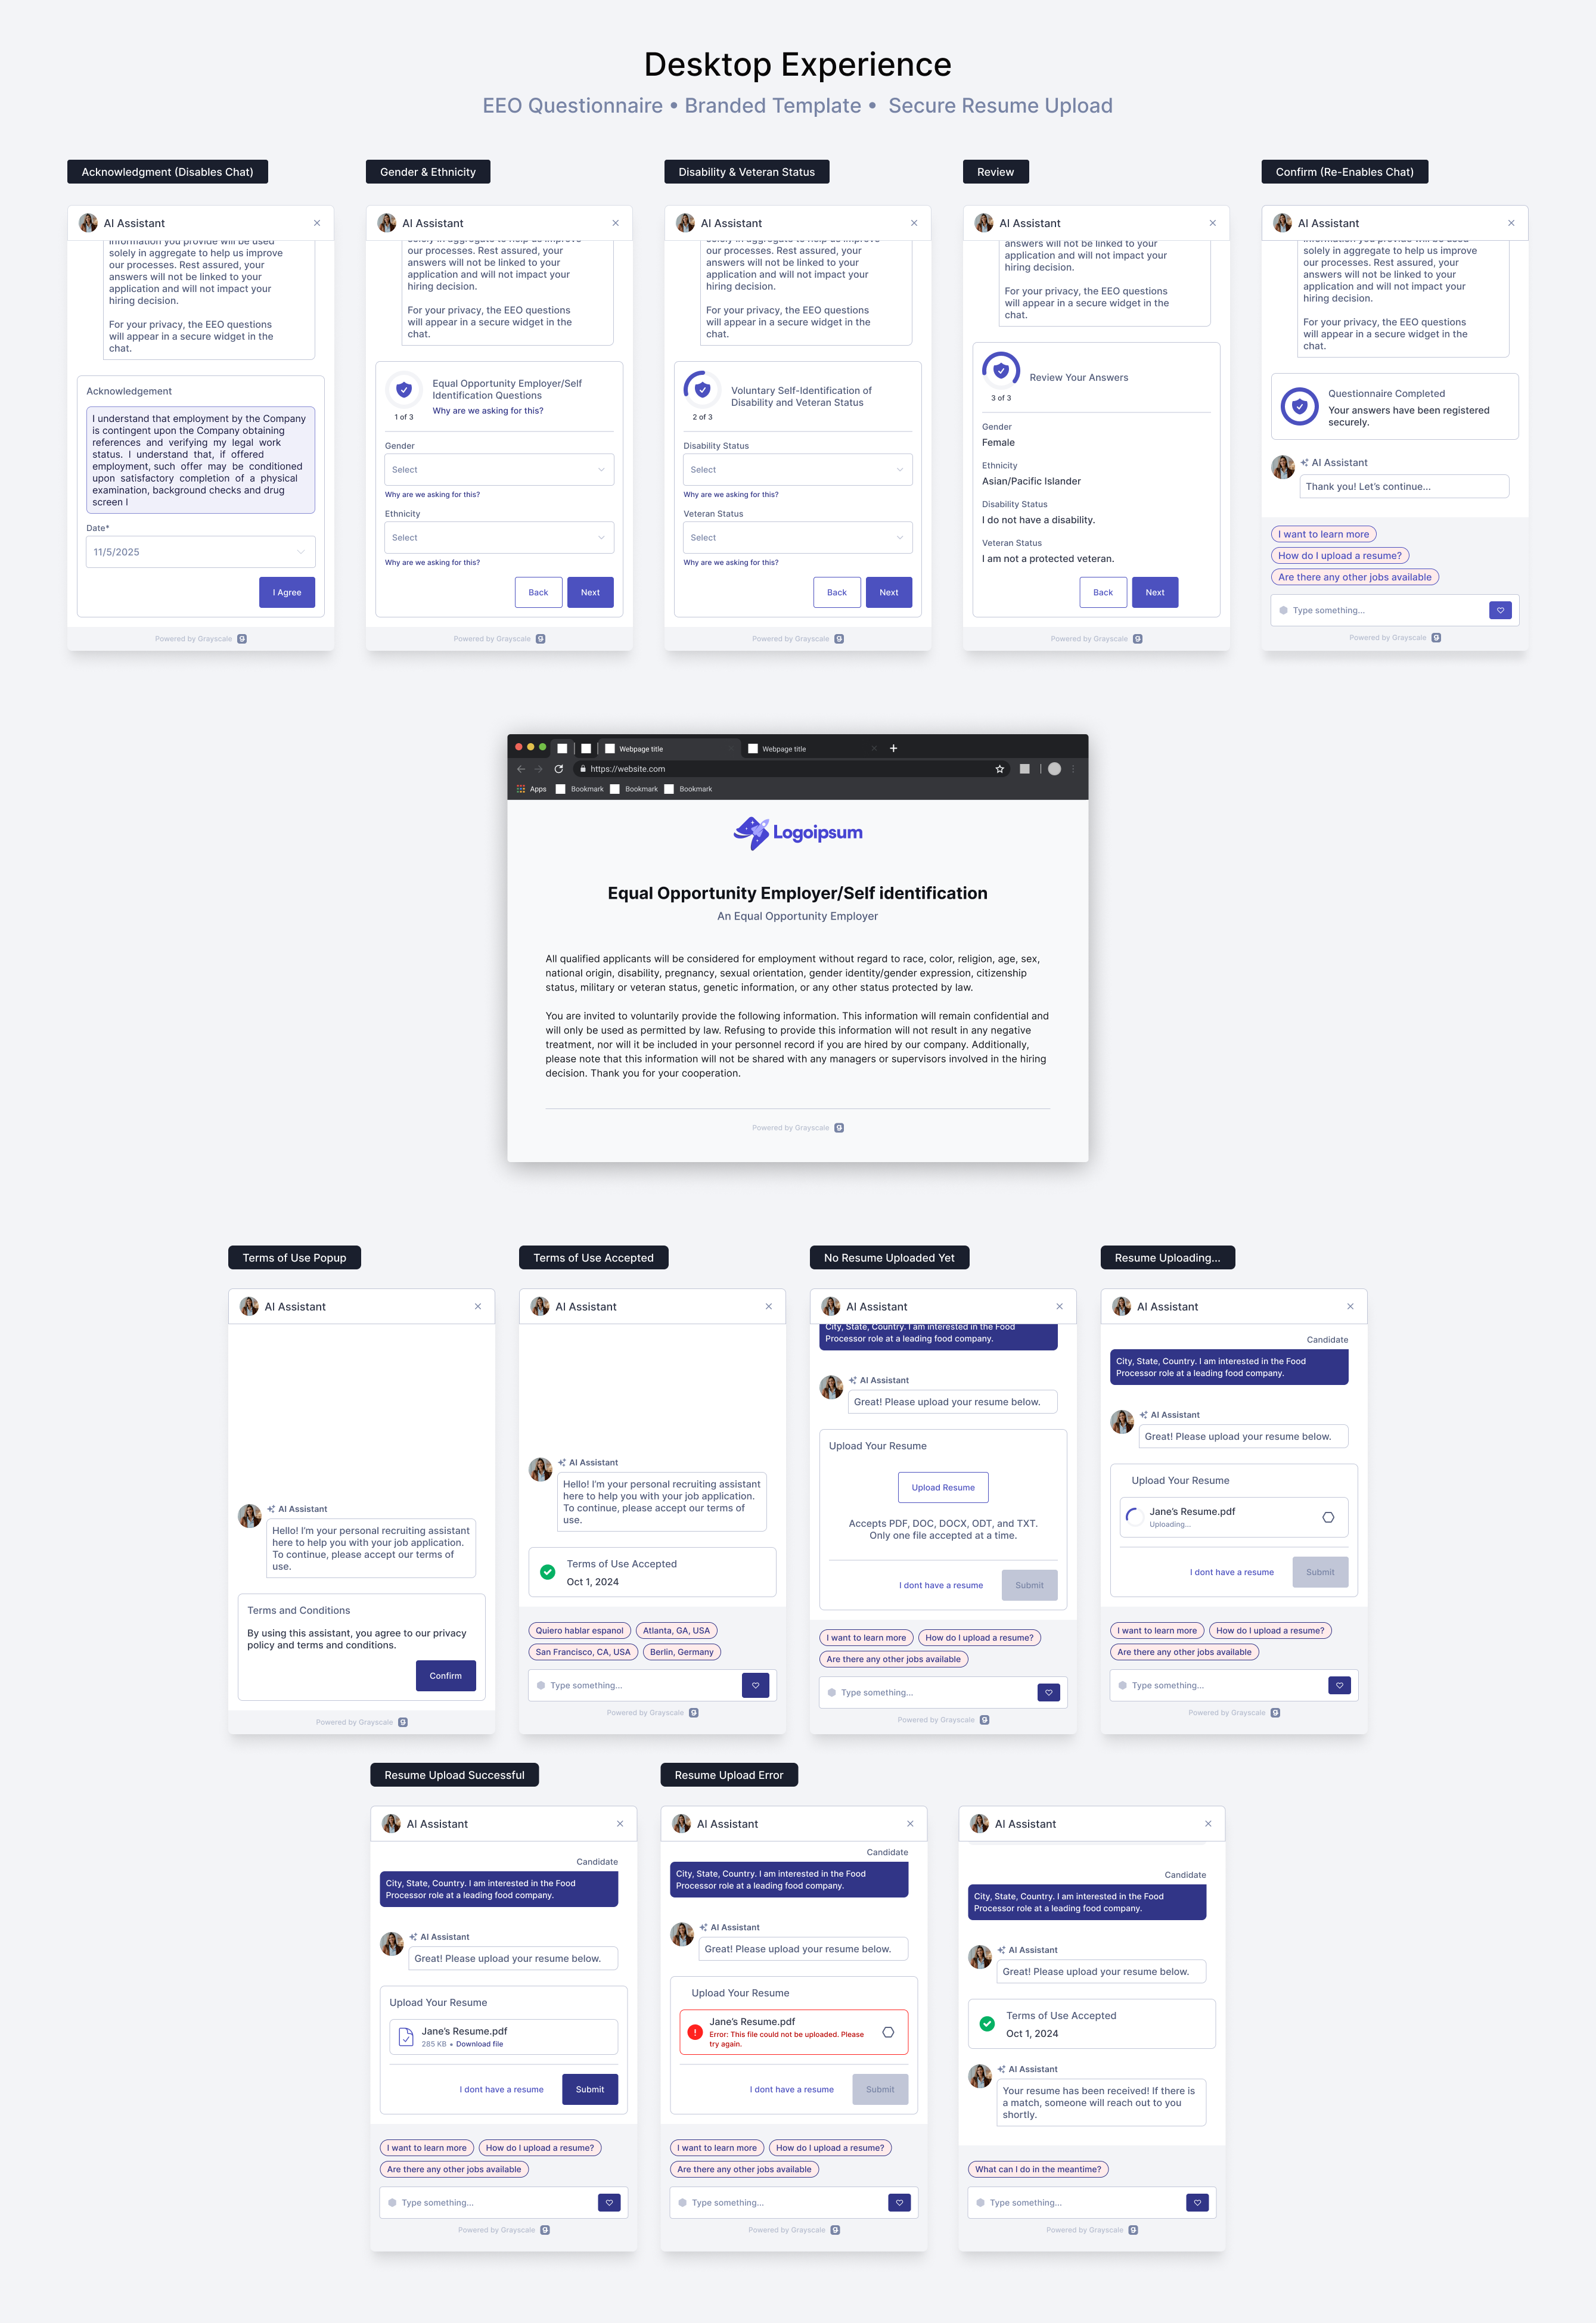 Desktop Experience
EEO Questionnaire • Branded Template • Secure Resume Upload
Acknowledgment (Disables Chat)
AI Assistant
information you provide will be used
solely in aggregate to help us improve
our processes. Rest assured, your
answers will not be linked to your
application and will not impact your
hiring decision.
For your privacy, the EEO questions
will appear in a secure widget in the
chat.
Acknowledgement
I understand that employment by the Company
is contingent upon the Company obtaining
references and verifying my legal work
status. I understand that, if offered
employment, such offer may be conditioned
upon satisfactory completion of a physical
examination, background checks and drug
screen I
Date*
11/5/2025
I Agree
Powered by Grayscale
Gender & Ethnicity
AI Assistant
solely in aggregate to help us improve
our processes. Rest assured, your
answers will not be linked to your
application and will not impact your
hiring decision.
For your privacy, the EEO questions
will appear in a secure widget in the
chat.
Equal Opportunity Employer/Self
Identification Questions
Why are we asking for this?
1 of 3
Gender
Select
Why are we asking for this?
Ethnicity
Select
Why are we asking for this?
Back
Next
Powered by Grayscale
Disability & Veteran Status
AI Assistant
solely in aggregate to help us improve
our processes. Rest assured, your
answers will not be linked to your
application and will not impact your
hiring decision.
For your privacy, the EEO questions
will appear in a secure widget in the
chat.
Voluntary Self-Identification of
Disability and Veteran Status
2 of 3
Disability Status
Select
Why are we asking for this?
Veteran Status
Select
Why are we asking for this?
Back
Next
Powered by Grayscale
Review
AI Assistant
answers will not be linked to your
application and will not impact your
hiring decision.
For your privacy, the EEO questions
will appear in a secure widget in the
chat.
Review Your Answers
3 of 3
Gender
Female
Ethnicity
Asian/Pacific Islander
Disability Status
I do not have a disability.
Veteran Status
I am not a protected veteran.
Back
Next
Powered by Grayscale
Confirm (Re-Enables Chat)
AI Assistant
information you provide will be used
solely in aggregate to help us improve
our processes. Rest assured, your
answers will not be linked to your
application and will not impact your
hiring decision.
For your privacy, the EEO questions
will appear in a secure widget in the
chat.
Questionnaire Completed
Your answers have been registered
securely.
AI Assistant
Thank you! Let's continue...
I want to learn more
How do I upload a resume?
Are there any other jobs available
Type something...
Powered by Grayscale
Webpage title
Webpage title
https://website.com
Apps
Bookmark
Bookmark
Bookmark
Logoipsum
Equal Opportunity Employer/Self identification
An Equal Opportunity Employer
All qualified applicants will be considered for employment without regard to race, color, religion, age, sex,
national origin, disability, pregnancy, sexual orientation, gender identity/gender expression, citizenship
status, military or veteran status, genetic information, or any other status protected by law.
You are invited to voluntarily provide the following information. This information will remain confidential and
will only be used as permitted by law. Refusing to provide this information will not result in any negative
treatment, nor will it be included in your personnel record if you are hired by our company. Additionally,
please note that this information will not be shared with any managers or supervisors involved in the hiring
decision. Thank you for your cooperation.
Powered by Grayscale
Terms of Use Popup
AI Assistant
AI Assistant
Hello! I'm your personal recruiting assistant
here to help you with your job application.
To continue, please accept our terms of
use.
Terms and Conditions
By using this assistant, you agree to our privacy
policy and terms and conditions.
Confirm
Powered by Grayscale
Terms of Use Accepted
AI Assistant
AI Assistant
Hello! I'm your personal recruiting assistant
here to help you with your job application.
To continue, please accept our terms of
use.
Terms of Use Accepted
Oct 1, 2024
Quiero hablar espanol
Atlanta, GA, USA
San Francisco, CA, USA
Berlin, Germany
Type something...
Powered by Grayscale
No Resume Uploaded Yet
AI Assistant
City, State, Country. I am interested in the Food
Processor role at a leading food company.
AI Assistant
Great! Please upload your resume below.
Upload Your Resume
Upload Resume
Accepts PDF, DOC, DOCX, ODT, and TXT.
Only one file accepted at a time.
I dont have a resume
Submit
I want to learn more
How do I upload a resume?
Are there any other jobs available
Type something...
Powered by Grayscale
Resume Uploading...
AI Assistant
Candidate
City, State, Country. I am interested in the Food
Processor role at a leading food company.
AI Assistant
Great! Please upload your resume below.
Upload Your Resume
Jane's Resume.pdf
Uploading...
I dont have a resume
Submit
I want to learn more
How do I upload a resume?
Are there any other jobs available
Type something...
Powered by Grayscale
Resume Upload Successful
AI Assistant
Candidate
City, State, Country. I am interested in the Food
Processor role at a leading food company.
AI Assistant
Great! Please upload your resume below.
Upload Your Resume
Jane's Resume.pdf
285 KB • Download file
I dont have a resume
Submit
I want to learn more
How do I upload a resume?
Are there any other jobs available
Type something...
Powered by Grayscale
Resume Upload Error
AI Assistant
Candidate
City, State, Country. I am interested in the Food
Processor role at a leading food company.
AI Assistant
Great! Please upload your resume below.
Upload Your Resume
Jane's Resume.pdf
Error: This file could not be uploaded. Please
try again.
I dont have a resume
Submit
I want to learn more
How do I upload a resume?
Are there any other jobs available
Type something...
Powered by Grayscale
AI Assistant
Candidate
City, State, Country. I am interested in the Food
Processor role at a leading food company.
AI Assistant
Great! Please upload your resume below.
Terms of Use Accepted
Oct 1, 2024
AI Assistant
Your resume has been received! If there is
a match, someone will reach out to you
shortly.
What can I do in the meantime?
Type something...
Powered by Grayscale